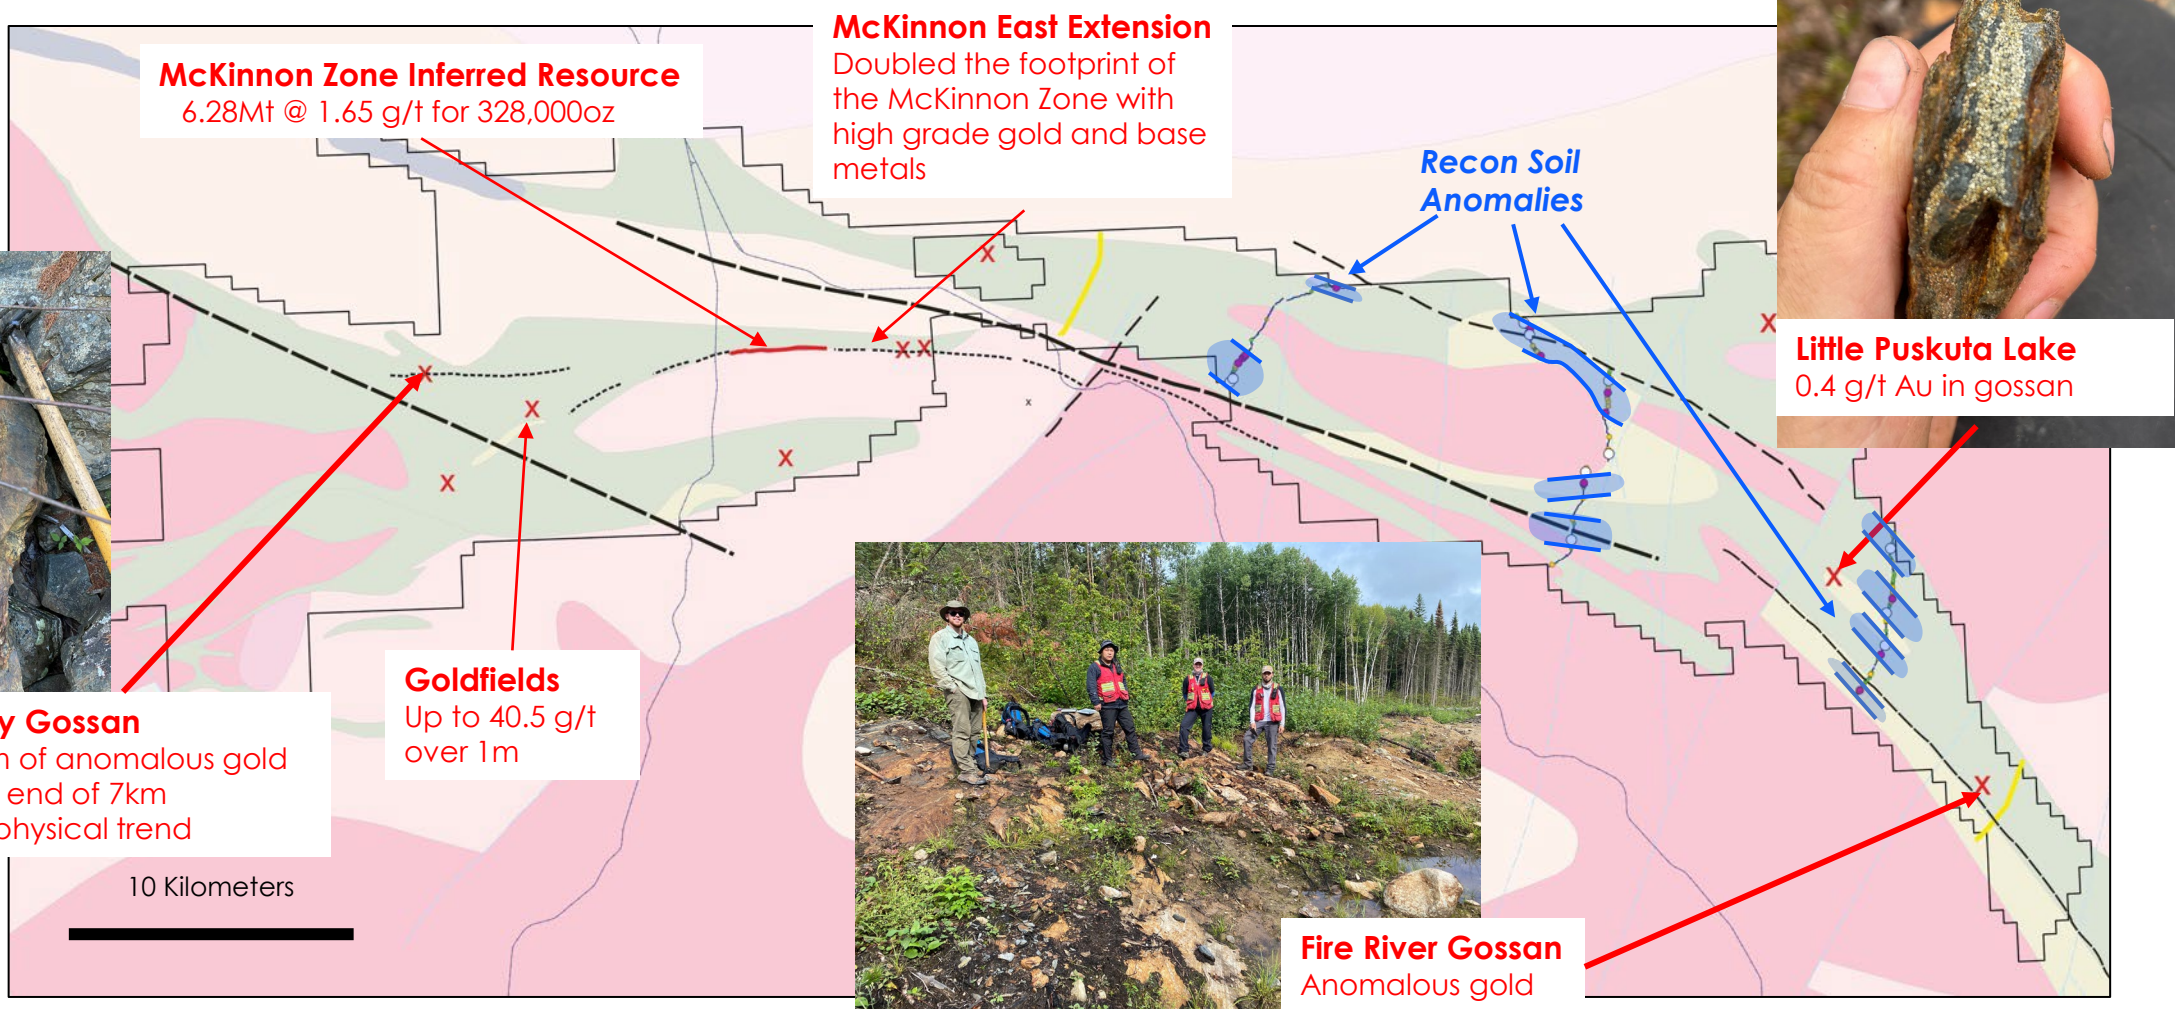 McKinnon Zone Inferred Resource
6.28Mt @ 1.65 g/t for 328,000oz
McKinnon East Extension
Doubled the footprint of
the McKinnon Zone with
high grade gold and base
metals
Recon Soil
Anomalies
Little Puskuta Lake
0.4 g/t Au in gossan
Goldfields
Up to 40.5 g/t
over 1m
y Gossan
of anomalous gold
end of 7km
physical trend
10 Kilometers
Fire River Gossan
Anomalous gold
X
X
X
X
X
X
X
X
x
X
X